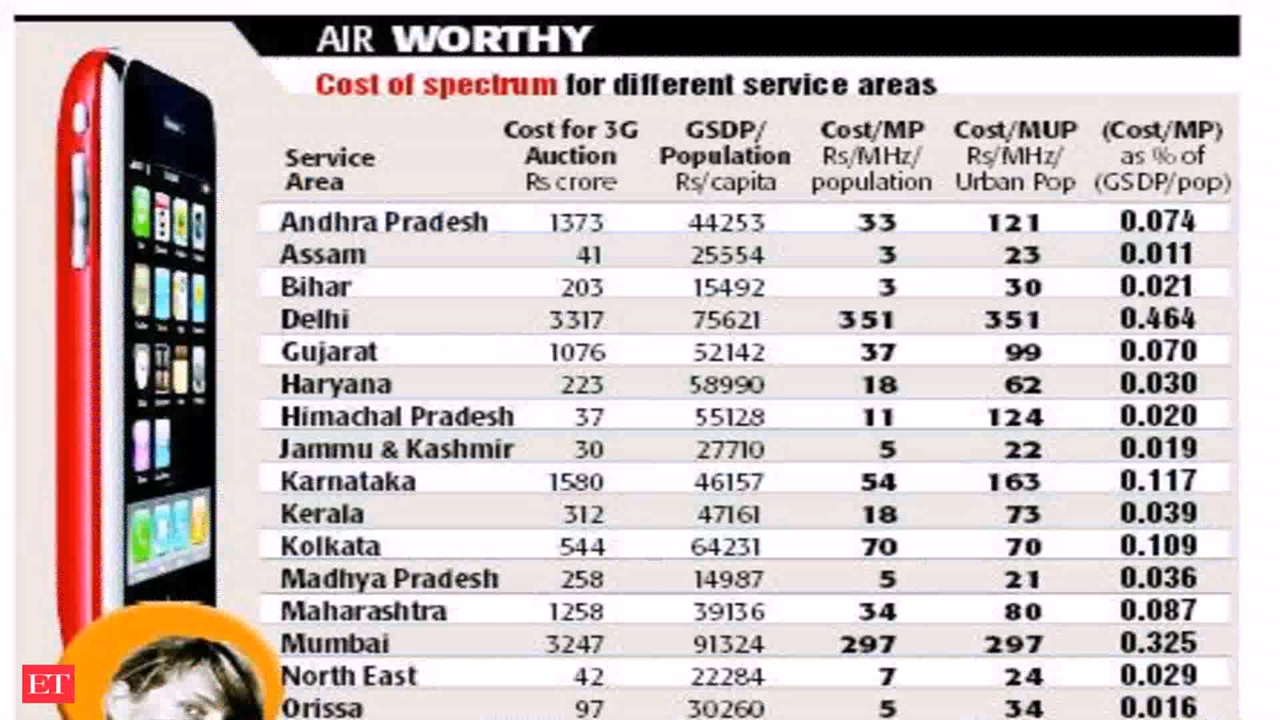 AIR WORTHY
Cost of spectrum for different service areas
Service Area Cost for 3G Auction Rs crore GSDP/ Population Rs/capita Cost/MP Rs/MHz/ population Cost/MUP Rs/MHz/ Urban Pop (Cost/MP) as % of (GSDP/pop)
Andhra Pradesh 1373 44253 33 121 0.074
Assam 41 25554 3 23 0.011
Bihar 203 15492 3 30 0.021
Delhi 3317 75621 351 351 0.464
Gujarat 1076 52142 37 99 0.070
Haryana 223 58990 18 62 0.030
Himachal Pradesh 37 55128 11 124 0.020
Jammu & Kashmir 30 27710 5 22 0.019
Karnataka 1580 46157 54 163 0.117
Kerala 312 47161 18 73 0.039
Kolkata 544 64231 70 70 0.109
Madhya Pradesh 258 14987 5 21 0.036
Maharashtra 1258 39136 34 80 0.087
Mumbai 3247 91324 297 297 0.325
North East 42 22284 7 24 0.029
Orissa 97 30260 5 34 0.016
ET